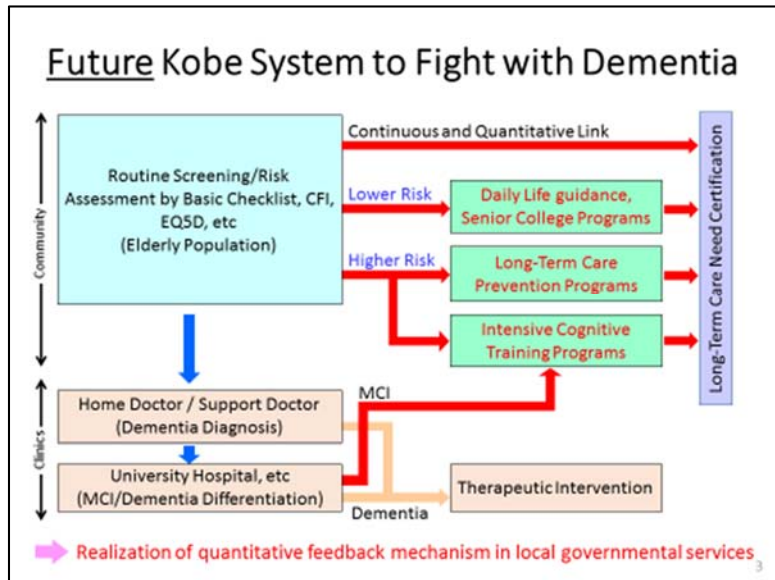 Future Kobe System to Fight with Dementia
Community
Routine Screening/Risk
Assessment by Basic Checklist, CFI,
EQ5D, etc
(Elderly Population)
Continuous and Quantitative Link
Lower Risk
Daily Life guidance,
Senior College Programs
Higher Risk
Long-Term Care
Prevention Programs
Intensive Cognitive
Training Programs
Long-Term Care Need Certification
Clinics
Home Doctor / Support Doctor
(Dementia Diagnosis)
MCI
University Hospital, etc
(MCI/Dementia Differentiation)
Dementia
Therapeutic Intervention
Realization of quantitative feedback mechanism in local governmental services
3